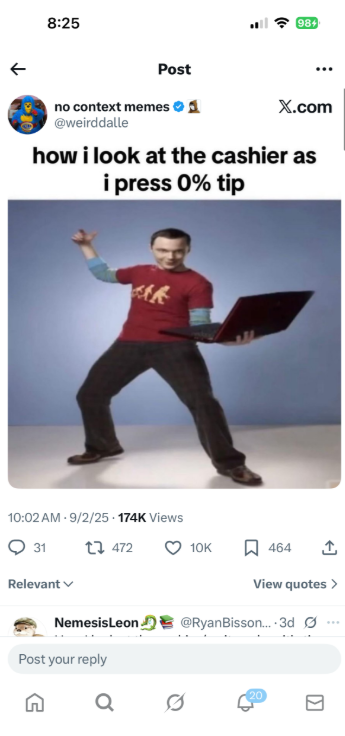 8:25
98
Post
no context memes
@weirddalle
X.com
how i look at the cashier as
i press 0% tip
10:02 AM · 9/2/25 · 174K Views
31 472 10K 464
Relevant
View quotes
NemesisLeon @RyanBisson... · 3d
Post your reply
20